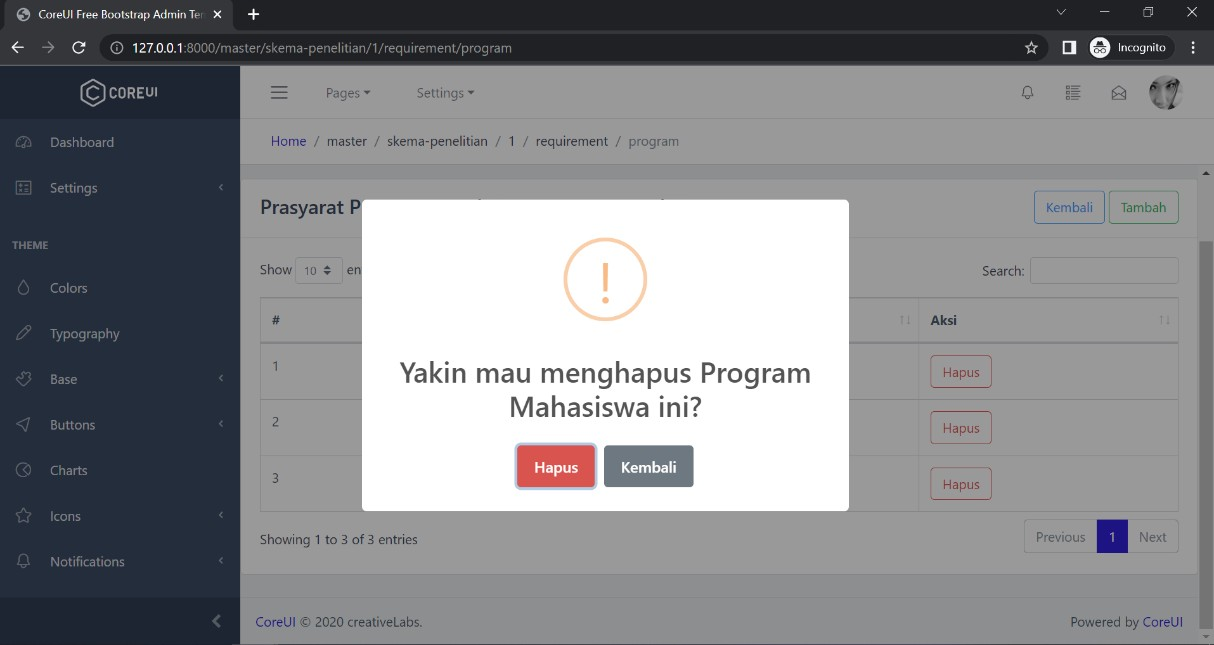 CoreUI Free Bootstrap Admin Tem
127.0.0.1:8000/master/skema-penelitian/1/requirement/program
Incognito
COREUI
Pages
Settings
Dashboard
Home / master / skema-penelitian / 1 / requirement / program
Settings
Prasyarat P
Kembali
Tambah
THEME
Show 10 en
Search:
Colors
# Aksi
Typography
1 Hapus
Base
2 Hapus
Buttons
3 Hapus
Charts
Yakin mau menghapus Program
Mahasiswa ini?
Hapus Kembali
Icons
Showing 1 to 3 of 3 entries
Previous 1 Next
Notifications
CoreUI © 2020 creativeLabs.
Powered by CoreUI